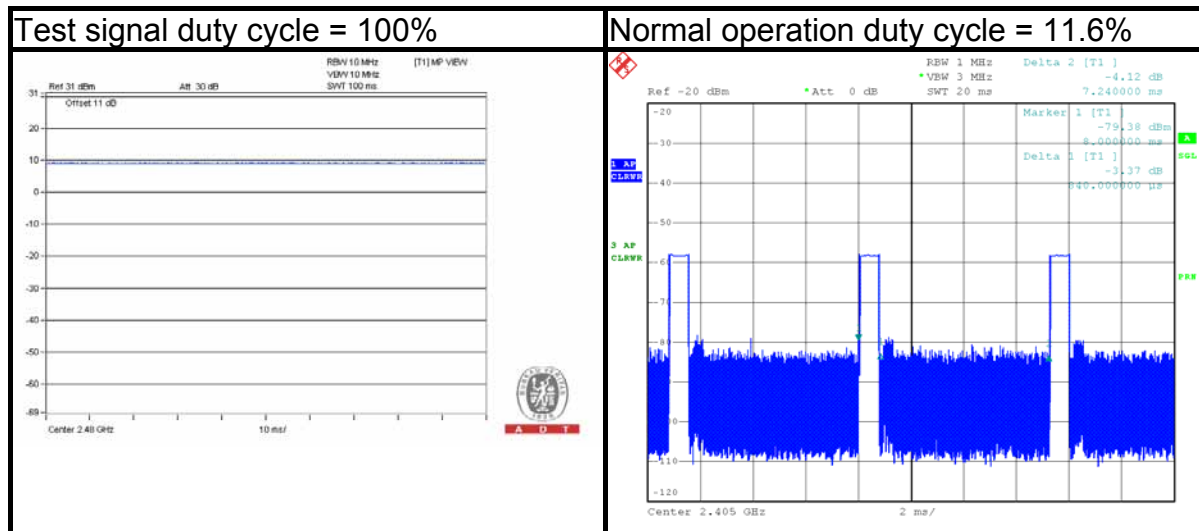 Test signal duty cycle = 100%
Normal operation duty cycle = 11.6%
RBW 10 MHz [T1] MP VIEW
VBW 10 MHz
Ref 31 dBm Att 30 dB SWT 100 ms
31
Offset 11 dB
20
10
0
-10
-20
-30
-40
-50
-60
-69
Center 2.48 GHz 10 ms/
A D T
RBW 1 MHz Delta 2 [T1 ]
* VBW 3 MHz -4.12 dB
Ref -20 dBm * Att 0 dB SWT 20 ms 7.240000 ms
-20
Marker 1 [T1 ]
-79.38 dBm
8.000000 ms
Delta 1 [T1 ]
-3.37 dB
840.000000 µs
A
SGL
1 AP
CLRWR
3 AP
CLRWR
PRN
-30
-40
-50
-110
-120
Center 2.405 GHz 2 ms/